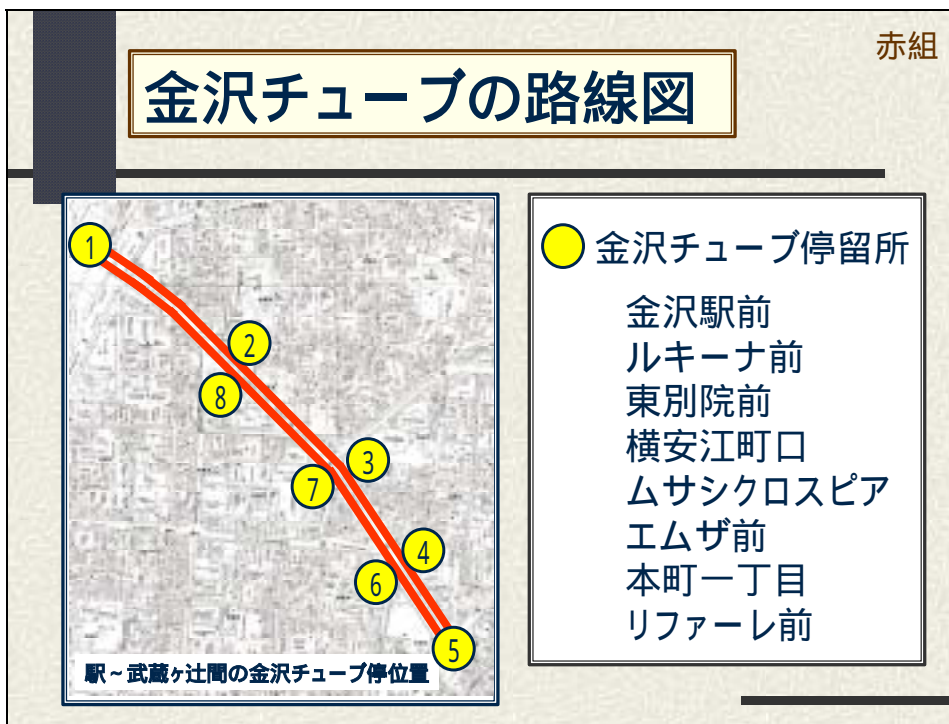 赤組
金沢チューブの路線図
1
2
8
3
7
4
6
5
駅~武蔵ヶ辻間の金沢チューブ停位置
金沢チューブ停留所
金沢駅前
ルキーナ前
東別院前
横安江町口
ムサシクロスピア
エムザ前
本町一丁目
リファーレ前